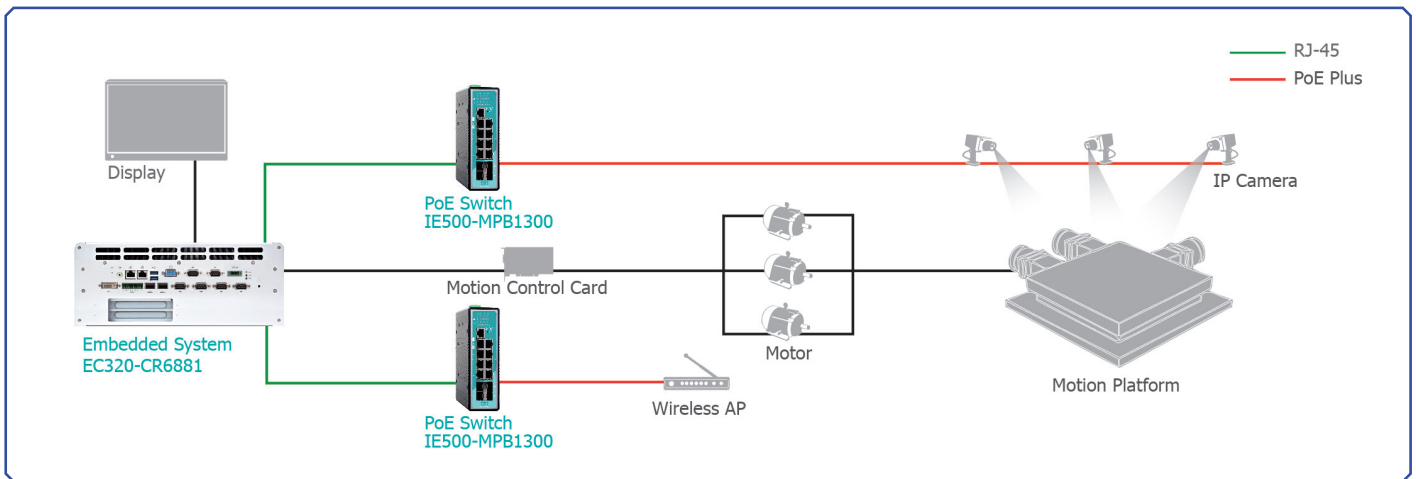 RJ-45
PoE Plus
Display
PoE Switch
IE500-MPB1300
IP Camera
Motion Control Card
Embedded System
EC320-CR6881
Motor
Motion Platform
Wireless AP
PoE Switch
IE500-MPB1300